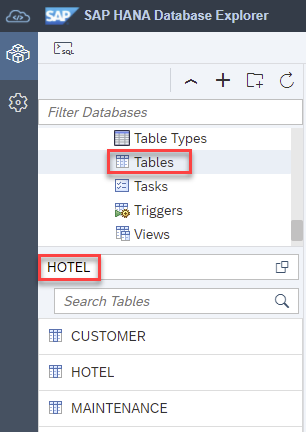 SAP SAP HANA Database Explorer
SQL
Filter Databases
Table Types
Tables
Tasks
Triggers
Views
HOTEL
Search Tables
CUSTOMER
HOTEL
MAINTENANCE